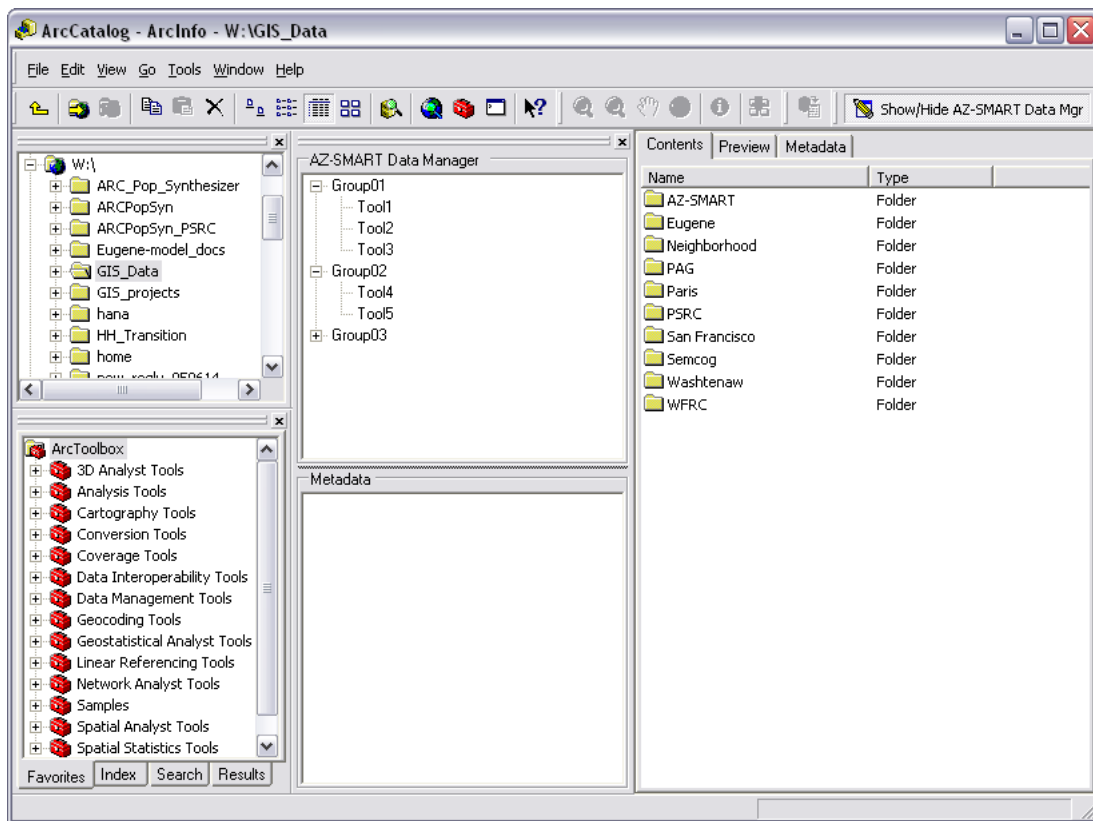 ArcCatalog - ArcInfo - W:\GIS_Data
File Edit View Go Tools Window Help
Show/Hide AZ-SMART Data Mgr
W:\
ARC_Pop_Synthesizer
ARCPopSyn
ARCPopSyn_PSRC
Eugene-model_docs
GIS_Data
GIS_projects
hana
HH_Transition
home
ArcToolbox
3D Analyst Tools
Analysis Tools
Cartography Tools
Conversion Tools
Coverage Tools
Data Interoperability Tools
Data Management Tools
Geocoding Tools
Geostatistical Analyst Tools
Linear Referencing Tools
Network Analyst Tools
Samples
Spatial Analyst Tools
Spatial Statistics Tools
Favorites Index Search Results
AZ-SMART Data Manager
Group01
Tool1
Tool2
Tool3
Group02
Tool4
Tool5
Group03
Metadata
Contents Preview Metadata
Name Type
AZ-SMART Folder
Eugene Folder
Neighborhood Folder
PAG Folder
Paris Folder
PSRC Folder
San Francisco Folder
Semcog Folder
Washtenaw Folder
WFRC Folder